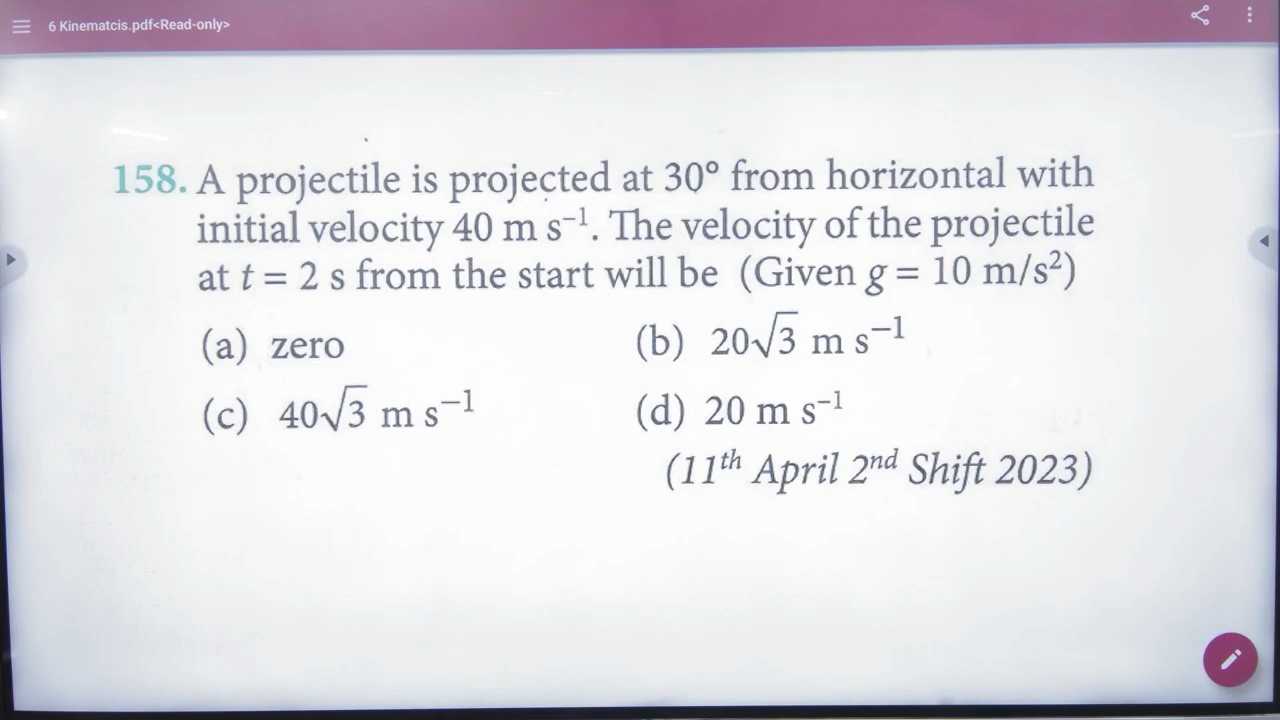 6 Kinematcis.pdf<Read-only>
158. A projectile is projected at 30° from horizontal with
initial velocity 40 m s⁻¹. The velocity of the projectile
at t = 2 s from the start will be (Given g = 10 m/s²)
(a) zero (b) 20√3 m s⁻¹
(c) 40√3 m s⁻¹ (d) 20 m s⁻¹
(11th April 2nd Shift 2023)